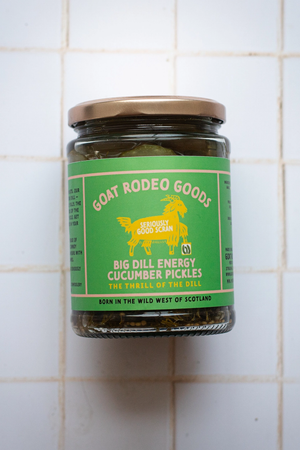 GOAT RODEO GOODS
SERIOUSLY
GOOD SCRAN
BIG DILL ENERGY
CUCUMBER PICKLES
THE THRILL OF THE DILL
BORN IN THE WILD WEST OF SCOTLAND